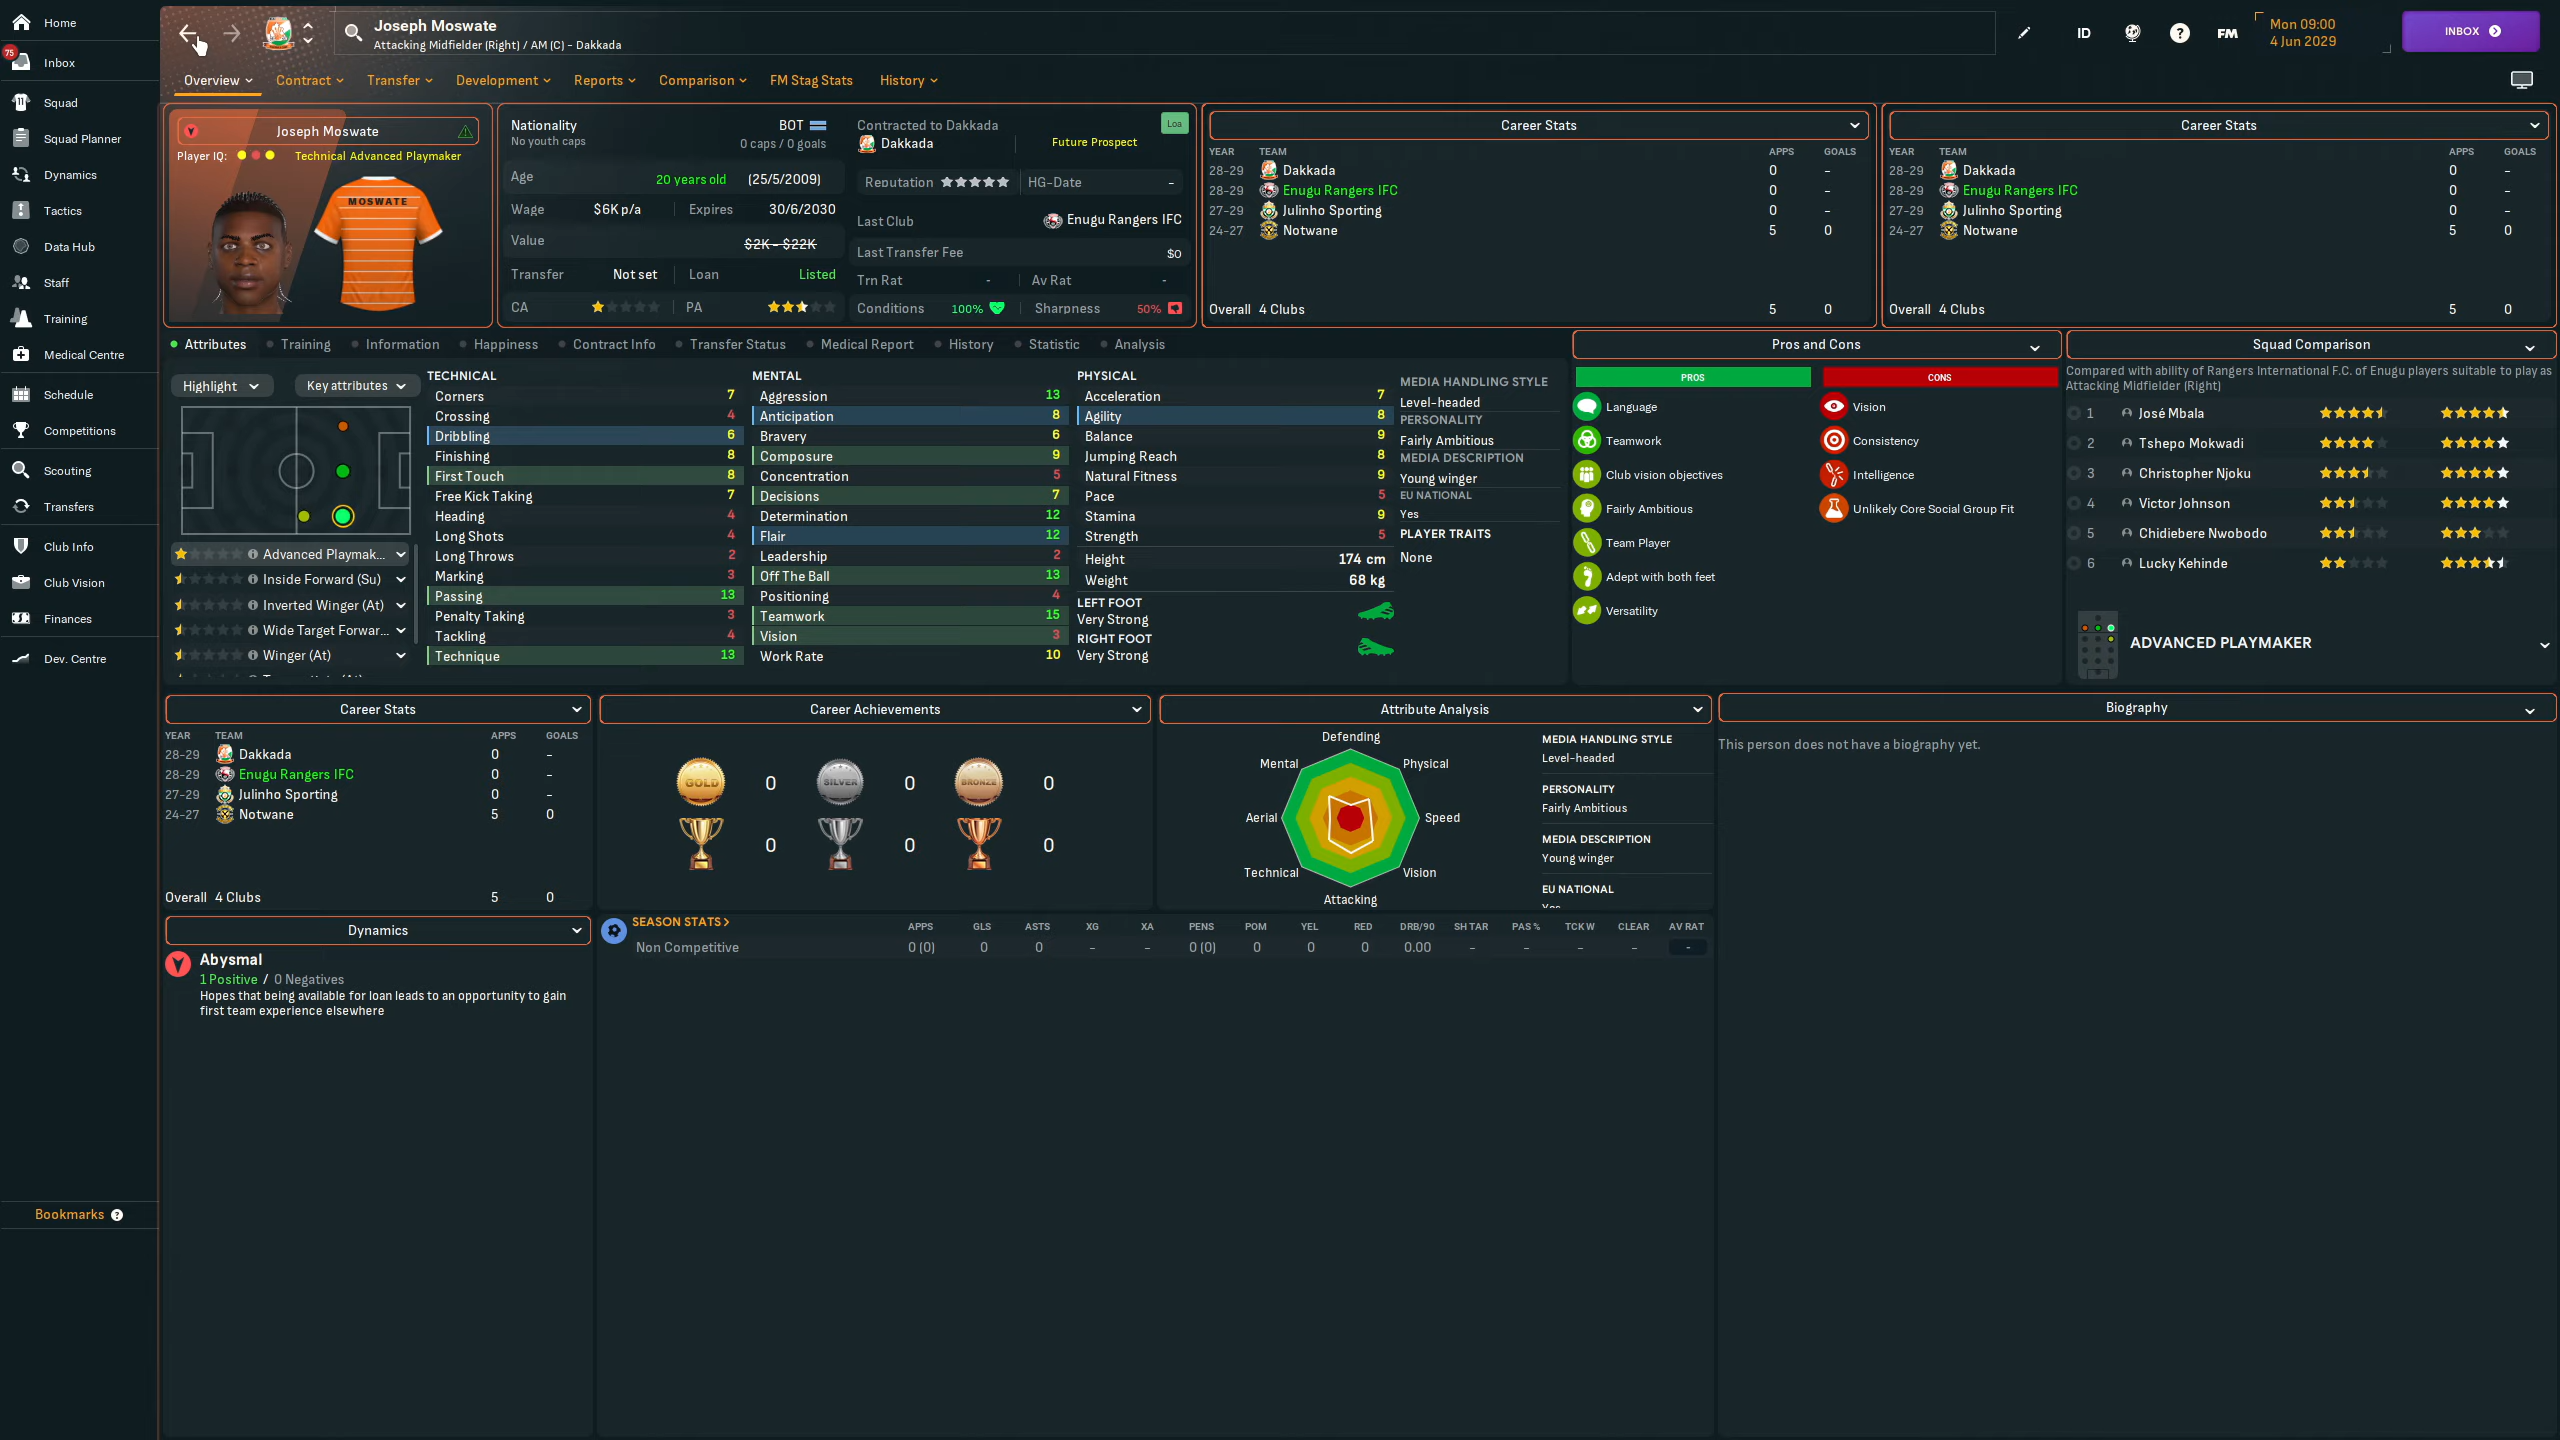 Home
75
Inbox
Squad
Squad Planner
Dynamics
Tactics
Data Hub
Staff
Training
Medical Centre
Schedule
Competitions
Scouting
Transfers
Club Info
Club Vision
Finances
Dev. Centre
Bookmarks ?
Joseph Moswate
Attacking Midfielder (Right) / AM (C) - Dakkada
ID
?
FM
Mon 09:00
4 Jun 2029
INBOX
Overview
Contract
Transfer
Development
Reports
Comparison
FM Stag Stats
History
Joseph Moswate
Player IQ: Technical Advanced Playmaker
MOSWATE
Nationality BOT
No youth caps 0 caps / 0 goals
Age 20 years old (25/5/2009)
Wage $6K p/a Expires 30/6/2030
Value $2K - $22K
Transfer Not set Loan Listed
CA PA
Contracted to Dakkada Loa
Dakkada Future Prospect
Reputation HG-Date -
Last Club Enugu Rangers IFC
Last Transfer Fee $0
Trn Rat - Av Rat -
Conditions 100% Sharpness 50%
Career Stats
YEAR TEAM APPS GOALS
28-29 Dakkada 0 -
28-29 Enugu Rangers IFC 0 -
27-29 Julinho Sporting 0 -
24-27 Notwane 5 0
Overall 4 Clubs 5 0
Career Stats
YEAR TEAM APPS GOALS
28-29 Dakkada 0 -
28-29 Enugu Rangers IFC 0 -
27-29 Julinho Sporting 0 -
24-27 Notwane 5 0
Overall 4 Clubs 5 0
Attributes
Training
Information
Happiness
Contract Info
Transfer Status
Medical Report
History
Statistic
Analysis
Highlight
Key attributes
Advanced Playmak...
Inside Forward (Su)
Inverted Winger (At)
Wide Target Forwar...
Winger (At)
TECHNICAL
Corners 7
Crossing 4
Dribbling 6
Finishing 8
First Touch 8
Free Kick Taking 7
Heading 4
Long Shots 4
Long Throws 2
Marking 3
Passing 13
Penalty Taking 3
Tackling 4
Technique 13
MENTAL
Aggression 13
Anticipation 8
Bravery 6
Composure 9
Concentration 5
Decisions 7
Determination 12
Flair 12
Leadership 2
Off The Ball 13
Positioning 4
Teamwork 15
Vision 3
Work Rate 10
PHYSICAL
Acceleration 7
Agility 8
Balance 9
Jumping Reach 8
Natural Fitness 9
Pace 5
Stamina 9
Strength 5
Height 174 cm
Weight 68 kg
LEFT FOOT
Very Strong
RIGHT FOOT
Very Strong
MEDIA HANDLING STYLE
Level-headed
PERSONALITY
Fairly Ambitious
MEDIA DESCRIPTION
Young winger
EU NATIONAL
Yes
PLAYER TRAITS
None
Pros and Cons
PROS
Language
Teamwork
Club vision objectives
Fairly Ambitious
Team Player
Adept with both feet
Versatility
CONS
Vision
Consistency
Intelligence
Unlikely Core Social Group Fit
Squad Comparison
Compared with ability of Rangers International F.C. of Enugu players suitable to play as
Attacking Midfielder (Right)
1 José Mbala
2 Tshepo Mokwadi
3 Christopher Njoku
4 Victor Johnson
5 Chidiebere Nwobodo
6 Lucky Kehinde
ADVANCED PLAYMAKER
Career Stats
YEAR TEAM APPS GOALS
28-29 Dakkada 0 -
28-29 Enugu Rangers IFC 0 -
27-29 Julinho Sporting 0 -
24-27 Notwane 5 0
Overall 4 Clubs 5 0
Career Achievements
GOLD 0 SILVER 0 BRONZE 0
0 0 0
Attribute Analysis
Defending
Mental Physical
Aerial Speed
Technical Vision
Attacking
MEDIA HANDLING STYLE
Level-headed
PERSONALITY
Fairly Ambitious
MEDIA DESCRIPTION
Young winger
EU NATIONAL
Yes
Biography
This person does not have a biography yet.
Dynamics
Abysmal
1 Positive / 0 Negatives
Hopes that being available for loan leads to an opportunity to gain
first team experience elsewhere
SEASON STATS > APPS GLS ASTS XG XA PENS POM YEL RED DRB/90 SH TAR PAS % TCK W CLEAR AV RAT
Non Competitive 0 (0) 0 0 - - 0 (0) 0 0 0 0.00 - - - - -